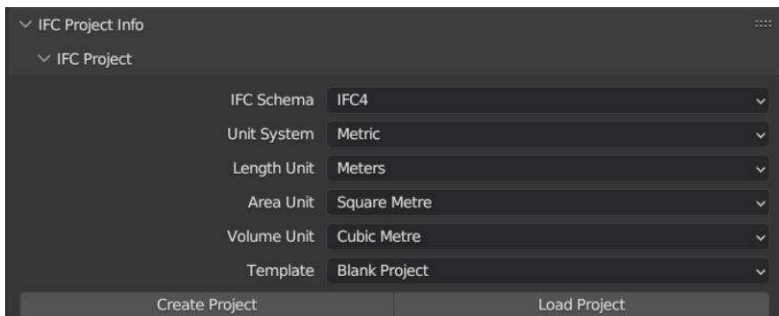 IFC Project Info
IFC Project
IFC Schema IFC4
Unit System Metric
Length Unit Meters
Area Unit Square Metre
Volume Unit Cubic Metre
Template Blank Project
Create Project Load Project